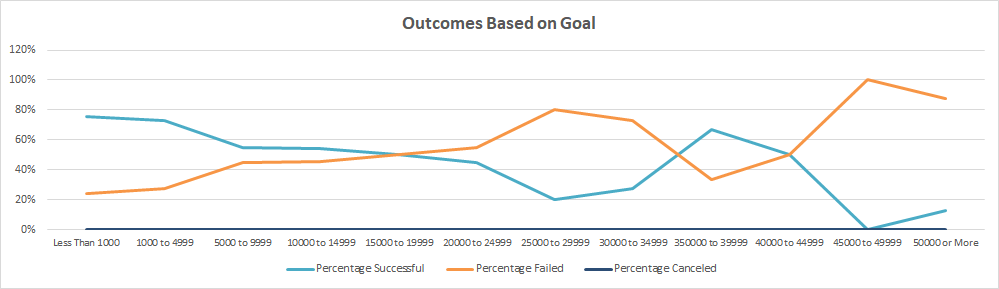 Outcomes Based on Goal
120%
100%
80%
60%
40%
20%
0%
Less Than 1000 1000 to 4999 5000 to 9999 10000 to 14999 15000 to 19999 20000 to 24999 25000 to 29999 30000 to 34999 350000 to 39999 40000 to 44999 45000 to 49999 50000 or More
Percentage Successful Percentage Failed Percentage Canceled